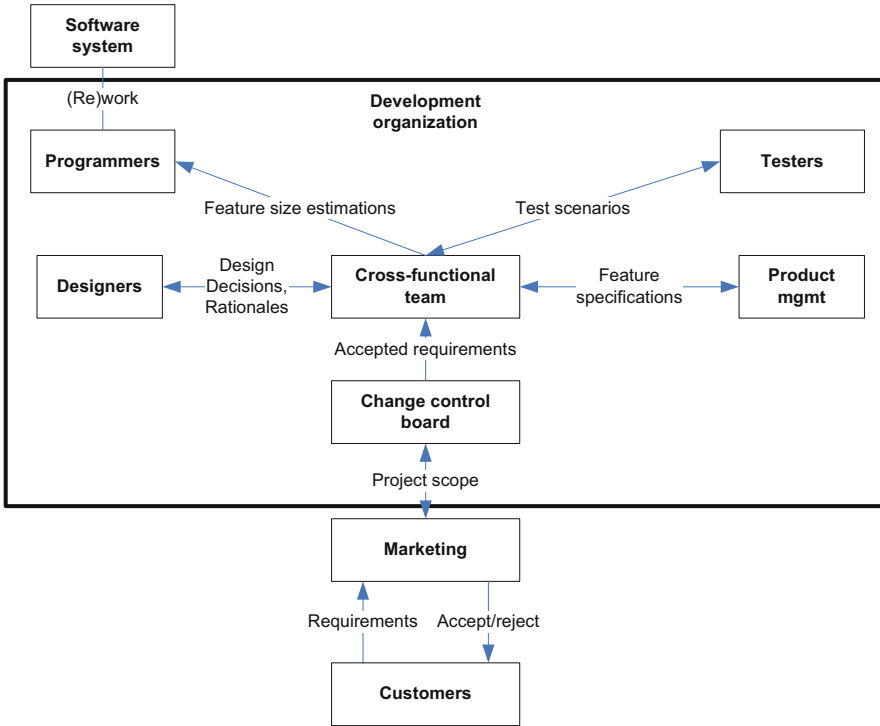 Software
system
(Re)work
Development
organization
Programmers
Testers
Feature size estimations
Test scenarios
Designers
Design
Decisions,
Rationales
Cross-functional
team
Feature
specifications
Product
mgmt
Accepted requirements
Change control
board
Project scope
Marketing
Requirements
Accept/reject
Customers